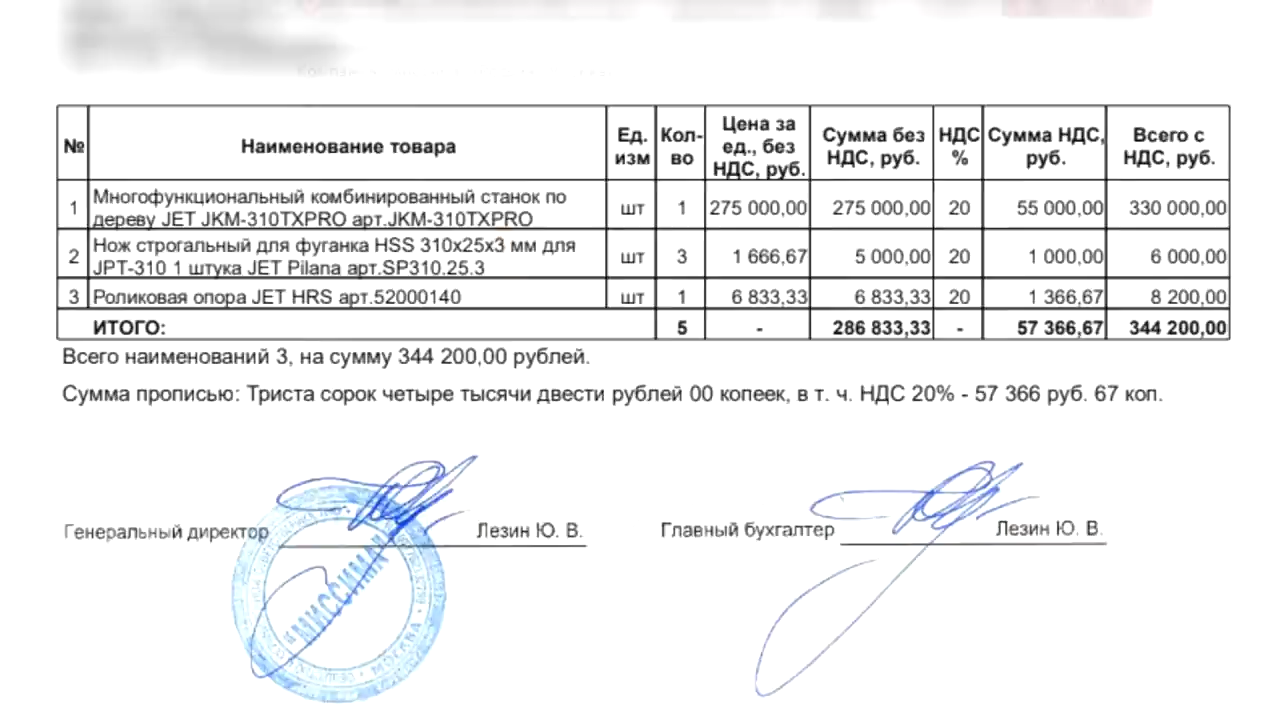 № Наименование товара Ед. изм Кол-во Цена за ед., без НДС, руб. Сумма без НДС, руб. НДС % Сумма НДС, руб. Всего с НДС, руб.
1 Многофункциональный комбинированный станок по дереву JET JKM-310TXPRO арт.JKM-310TXPRO шт 1 275 000,00 275 000,00 20 55 000,00 330 000,00
2 Нож строгальный для фуганка HSS 310x25x3 мм для JPT-310 1 штука JET Pilana арт.SP310.25.3 шт 3 1 666,67 5 000,00 20 1 000,00 6 000,00
3 Роликовая опора JET HRS арт.52000140 шт 1 6 833,33 6 833,33 20 1 366,67 8 200,00
ИТОГО: 5 - 286 833,33 - 57 366,67 344 200,00
Всего наименований 3, на сумму 344 200,00 рублей.
Сумма прописью: Триста сорок четыре тысячи двести рублей 00 копеек, в т. ч. НДС 20% - 57 366 руб. 67 коп.
Генеральный директор Лезин Ю. В. Главный бухгалтер Лезин Ю. В.
"МИССИМАЙ"
МОСКВА